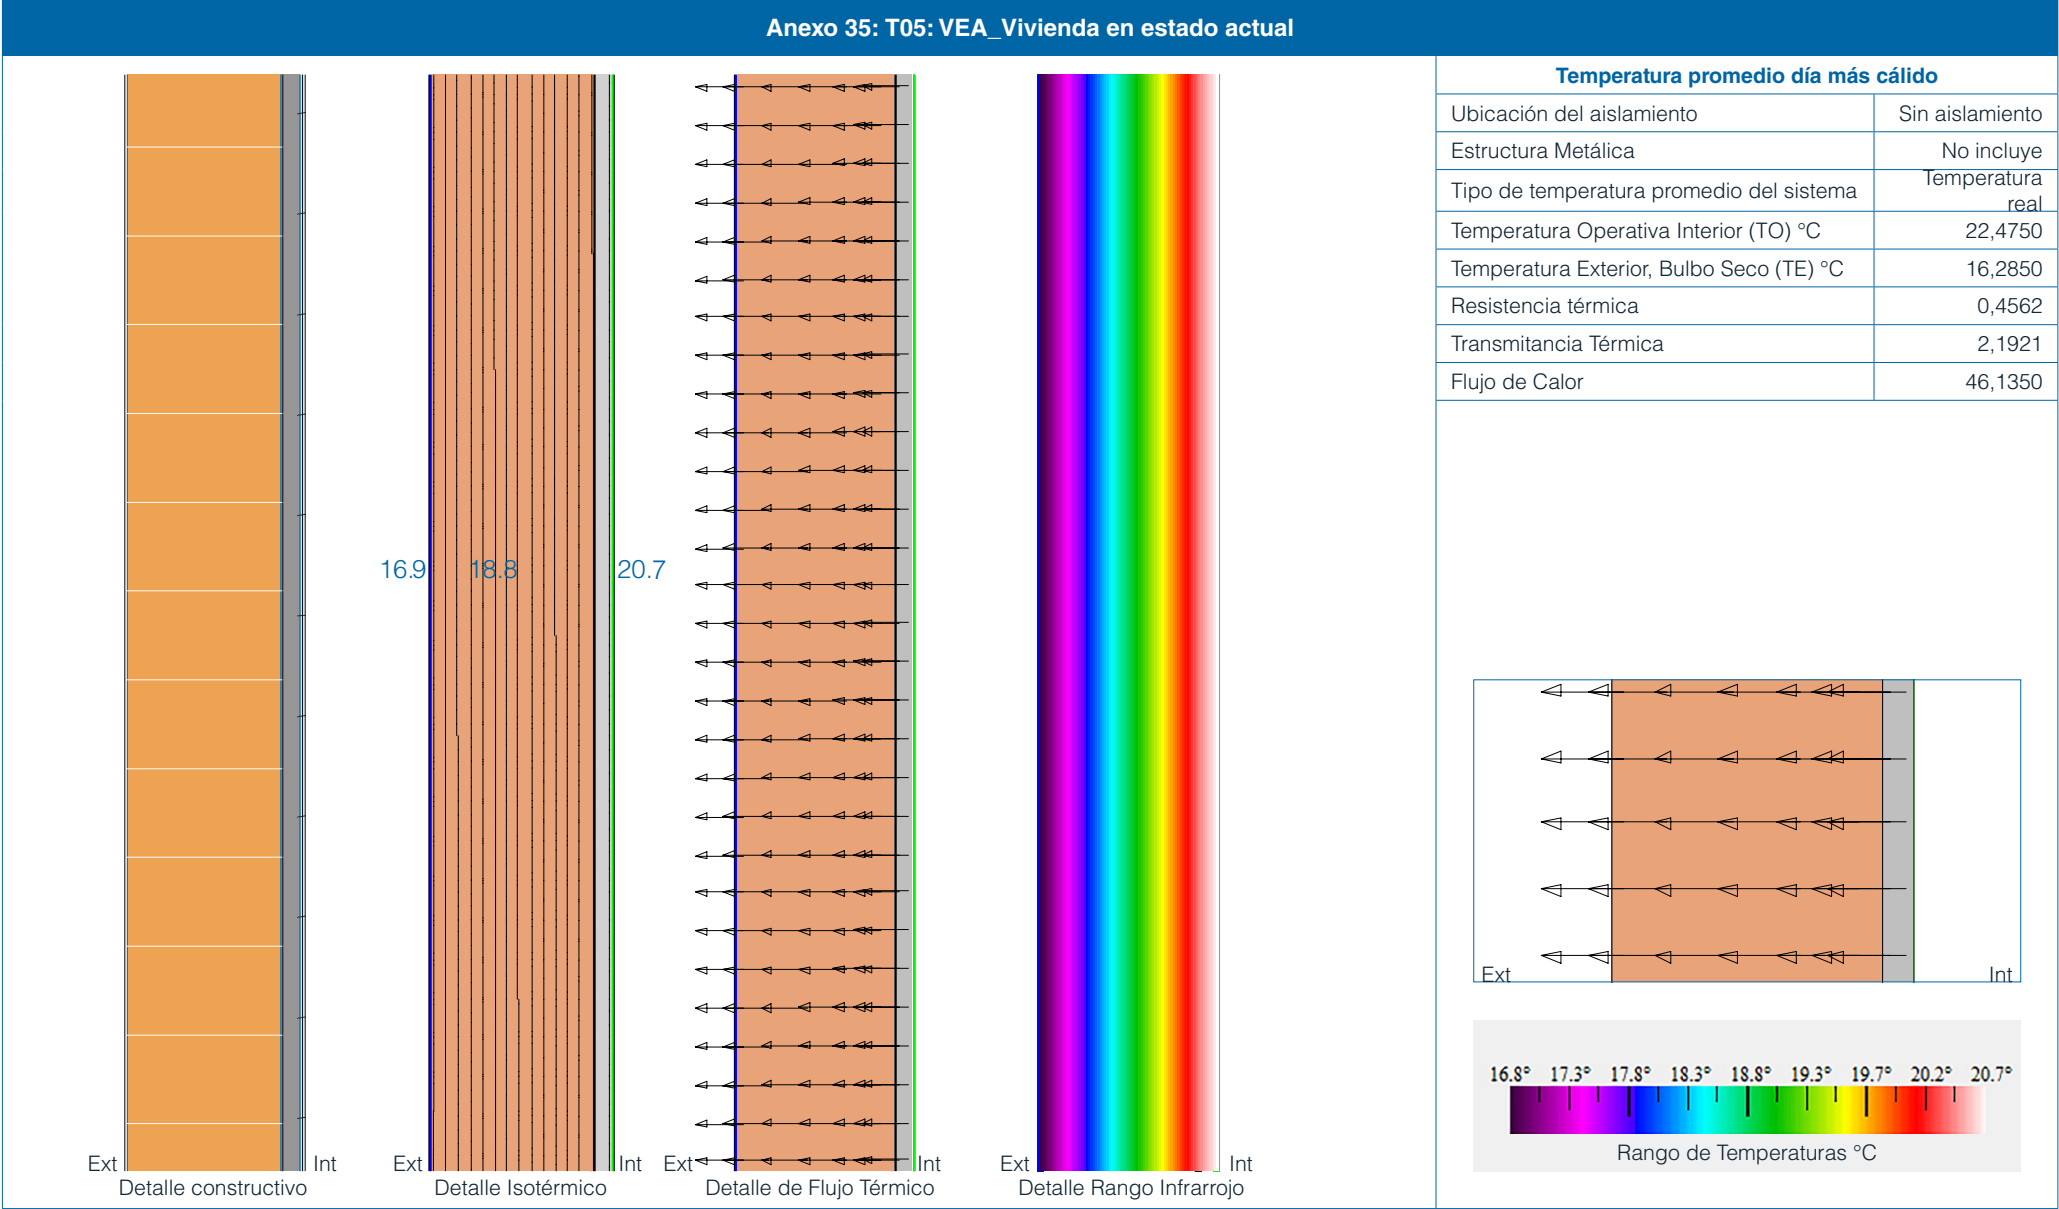 Anexo 35: T05: VEA_Vivienda en estado actual
16.9
18.8
20.7
Ext
Int
Detalle constructivo
Ext
Int
Detalle Isotérmico
Ext
Int
Detalle de Flujo Térmico
Ext
Int
Detalle Rango Infrarrojo
Temperatura promedio día más cálido
Ubicación del aislamiento Sin aislamiento
Estructura Metálica No incluye
Tipo de temperatura promedio del sistema Temperatura
real
Temperatura Operativa Interior (TO) °C 22,4750
Temperatura Exterior, Bulbo Seco (TE) °C 16,2850
Resistencia térmica 0,4562
Transmitancia Térmica 2,1921
Flujo de Calor 46,1350
Ext
Int
16.8° 17.3° 17.8° 18.3° 18.8° 19.3° 19.7° 20.2° 20.7°
Rango de Temperaturas °C